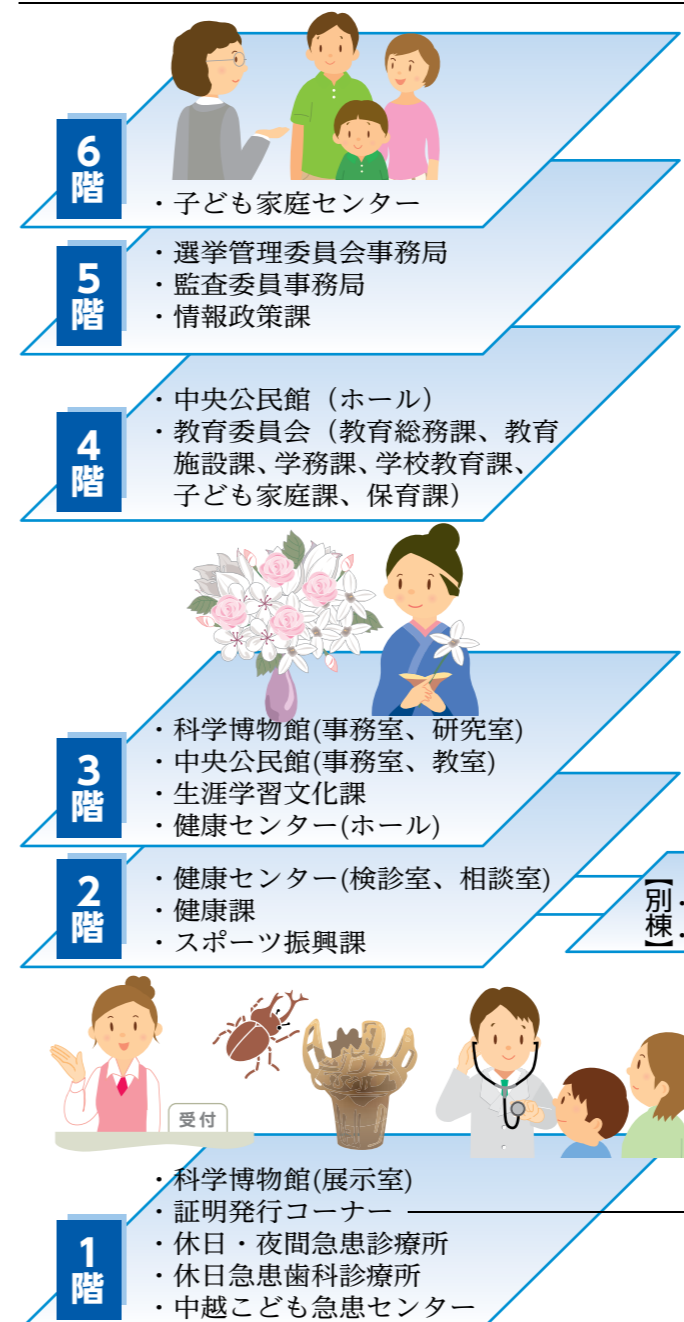 6階
・子ども家庭センター
5階
・選挙管理委員会事務局
・監査委員事務局
・情報政策課
4階
・中央公民館（ホール）
・教育委員会（教育総務課、教育
施設課、学務課、学校教育課、
子ども家庭課、保育課）
3階
・科学博物館(事務室、研究室)
・中央公民館(事務室、教室)
・生涯学習文化課
・健康センター(ホール)
2階
・健康センター(検診室、相談室)
・健康課
・スポーツ振興課
【別棟】
受付
1階
・科学博物館(展示室)
・証明発行コーナー
・休日・夜間急患診療所
・休日急患歯科診療所
・中越こども急患センター